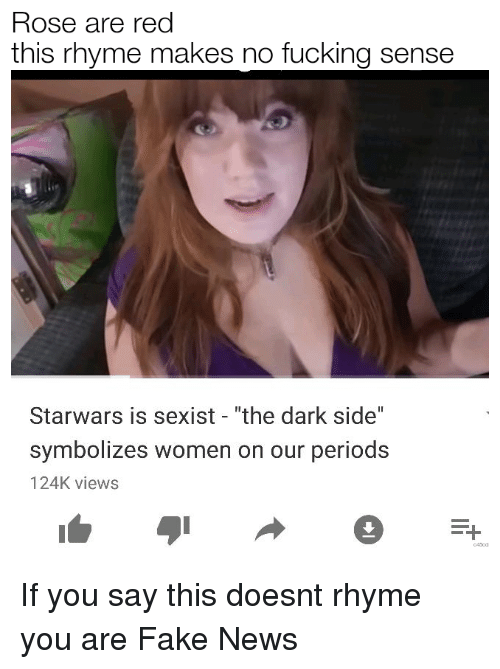 Rose are red
this rhyme makes no fucking sense
Starwars is sexist - "the dark side"
symbolizes women on our periods
124K views
If you say this doesnt rhyme
you are Fake News